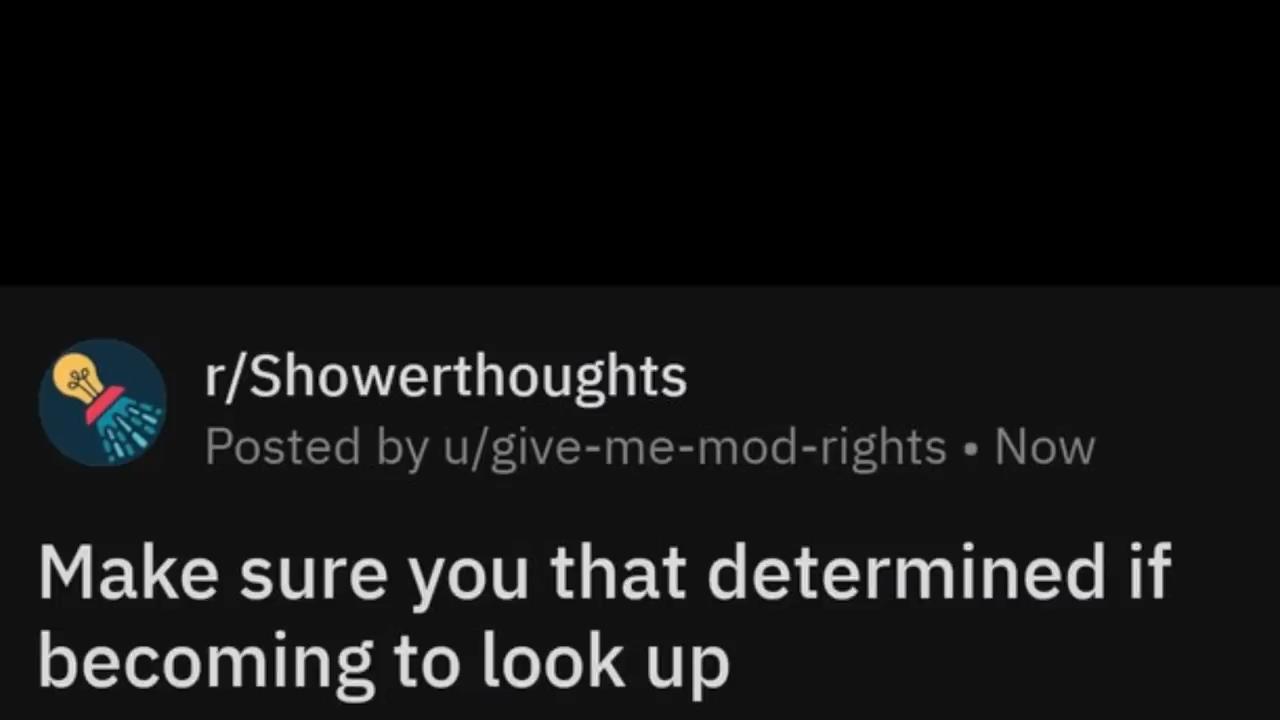 r/Showerthoughts
Posted by u/give-me-mod-rights • Now
Make sure you that determined if
becoming to look up